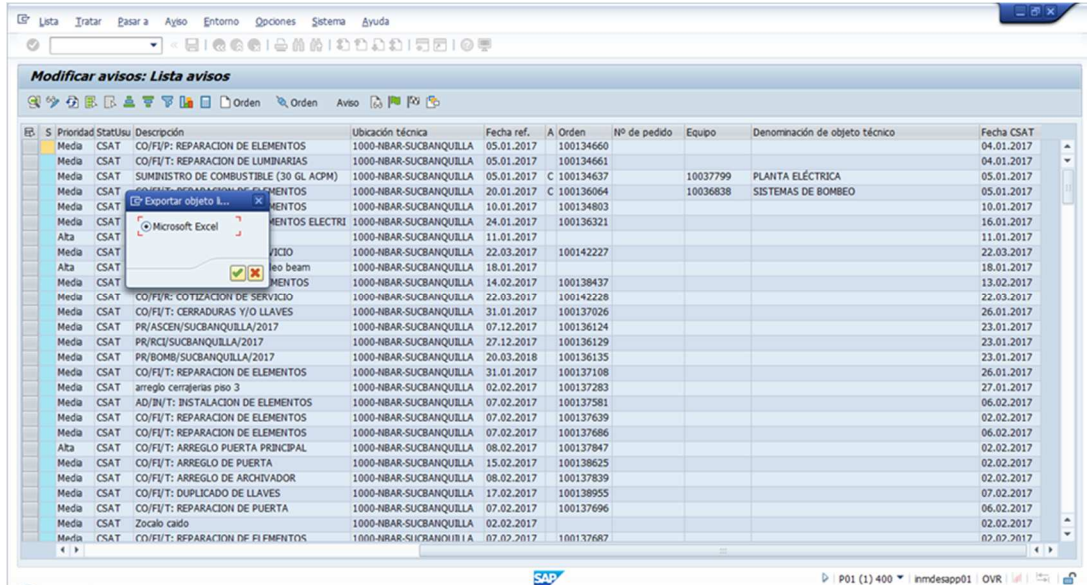 Lista Tratar Pasar a Aviso Entorno Opciones Sistema Ayuda
Modificar avisos: Lista avisos
Orden Orden Aviso
S Prioridad StatUsu Descripción Ubicación técnica Fecha ref. A Orden Nº de pedido Equipo Denominación de objeto técnico Fecha CSAT
Media CSAT CO/FI/P: REPARACION DE ELEMENTOS 1000-NBAR-SUCBANQUILLA 05.01.2017 100134660 04.01.2017
Media CSAT CO/FI/T: REPARACION DE LUMINARIAS 1000-NBAR-SUCBANQUILLA 05.01.2017 100134661 04.01.2017
Media CSAT SUMINISTRO DE COMBUSTIBLE (30 GL ACPM) 1000-NBAR-SUCBANQUILLA 05.01.2017 C 100134637 10037799 PLANTA ELÉCTRICA 05.01.2017
Media CSAT CO/FI/T: REPARACION DE ELEMENTOS 1000-NBAR-SUCBANQUILLA 20.01.2017 C 100136064 10036838 SISTEMAS DE BOMBEO 05.01.2017
Exportar objeto li...
Media CSAT MENTOS 1000-NBAR-SUCBANQUILLA 10.01.2017 100134803 10.01.2017
Media CSAT MENTOS ELECTRI 1000-NBAR-SUCBANQUILLA 24.01.2017 100136321 16.01.2017
Microsoft Excel
Alta CSAT 1000-NBAR-SUCBANQUILLA 11.01.2017 11.01.2017
Media CSAT VICIO 1000-NBAR-SUCBANQUILLA 22.03.2017 100142227 22.03.2017
Alta CSAT deo beam 1000-NBAR-SUCBANQUILLA 18.01.2017 18.01.2017
Media CSAT MENTOS 1000-NBAR-SUCBANQUILLA 14.02.2017 100138437 13.02.2017
Media CSAT CO/FI/R: COTIZACION DE SERVICIO 1000-NBAR-SUCBANQUILLA 22.03.2017 100142228 22.03.2017
Media CSAT CO/FI/T: CERRADURAS Y/O LLAVES 1000-NBAR-SUCBANQUILLA 31.01.2017 100137026 26.01.2017
Media CSAT PR/ASCEN/SUCBANQUILLA/2017 1000-NBAR-SUCBANQUILLA 07.12.2017 100136124 23.01.2017
Media CSAT PR/RCI/SUCBANQUILLA/2017 1000-NBAR-SUCBANQUILLA 27.12.2017 100136129 23.01.2017
Media CSAT PR/BOMB/SUCBANQUILLA/2017 1000-NBAR-SUCBANQUILLA 20.03.2018 100136135 23.01.2017
Media CSAT CO/FI/T: REPARACION DE ELEMENTOS 1000-NBAR-SUCBANQUILLA 31.01.2017 100137108 26.01.2017
Media CSAT arreglo cerrajerias piso 3 1000-NBAR-SUCBANQUILLA 02.02.2017 100137283 27.01.2017
Media CSAT AD/IN/T: INSTALACION DE ELEMENTOS 1000-NBAR-SUCBANQUILLA 07.02.2017 100137581 06.02.2017
Media CSAT CO/FI/T: REPARACION DE ELEMENTOS 1000-NBAR-SUCBANQUILLA 07.02.2017 100137639 02.02.2017
Media CSAT CO/FI/T: REPARACION DE ELEMENTOS 1000-NBAR-SUCBANQUILLA 07.02.2017 100137686 06.02.2017
Alta CSAT CO/FI/T: ARREGLO PUERTA PRINCIPAL 1000-NBAR-SUCBANQUILLA 08.02.2017 100137847 02.02.2017
Media CSAT CO/FI/T: ARREGLO DE PUERTA 1000-NBAR-SUCBANQUILLA 15.02.2017 100138625 02.02.2017
Media CSAT CO/FI/T: ARREGLO DE ARCHIVADOR 1000-NBAR-SUCBANQUILLA 08.02.2017 100137839 02.02.2017
Media CSAT CO/FI/T: DUPLICADO DE LLAVES 1000-NBAR-SUCBANQUILLA 17.02.2017 100138955 07.02.2017
Media CSAT CO/FI/T: REPARACION DE PUERTA 1000-NBAR-SUCBANQUILLA 07.02.2017 100137696 06.02.2017
Media CSAT Zocalo caido 1000-NBAR-SUCBANQUILLA 02.02.2017 02.02.2017
Media CSAT CO/FI/T: REPARACION DE ELEMENTOS 1000-NBAR-SUCBANQUILLA 07.02.2017 100137687 02.02.2017
SAP P01 (1) 400 inmdesapp01 OVR